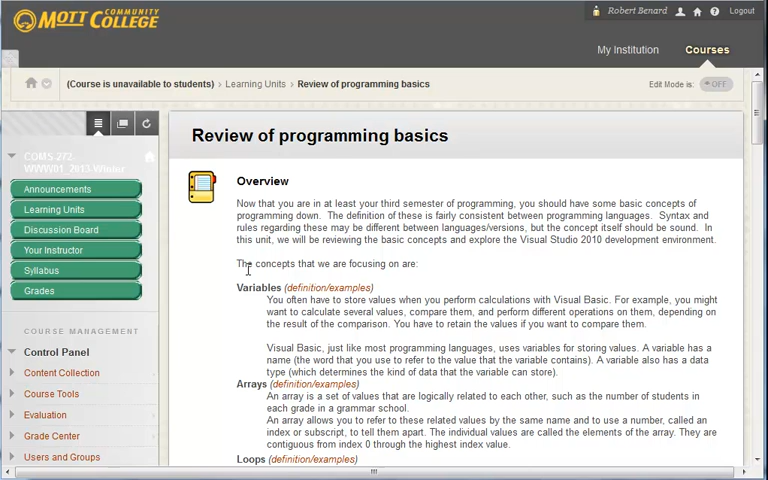 MOTT COMMUNITY COLLEGE
Robert Benard
Logout
My Institution
Courses
(Course is unavailable to students) > Learning Units > Review of programming basics
Edit Mode is: OFF
COMS 272.
WWW01_2013-Winter
Announcements
Learning Units
Discussion Board
Your Instructor
Syllabus
Grades
COURSE MANAGEMENT
Control Panel
Content Collection
Course Tools
Evaluation
Grade Center
Users and Groups
Review of programming basics
Overview
Now that you are in at least your third semester of programming, you should have some basic concepts of
programming down. The definition of these is fairly consistent between programming languages. Syntax and
rules regarding these may be different between languages/versions, but the concept itself should be sound. In
this unit, we will be reviewing the basic concepts and explore the Visual Studio 2010 development environment.
The concepts that we are focusing on are:
Variables (definition/examples)
You often have to store values when you perform calculations with Visual Basic. For example, you might
want to calculate several values, compare them, and perform different operations on them, depending on
the result of the comparison. You have to retain the values if you want to compare them.
Visual Basic, just like most programming languages, uses variables for storing values. A variable has a
name (the word that you use to refer to the value that the variable contains). A variable also has a data
type (which determines the kind of data that the variable can store).
Arrays (definition/examples)
An array is a set of values that are logically related to each other, such as the number of students in
each grade in a grammar school.
An array allows you to refer to these related values by the same name and to use a number, called an
index or subscript, to tell them apart. The individual values are called the elements of the array. They are
contiguous from index 0 through the highest index value.
Loops (definition/examples)